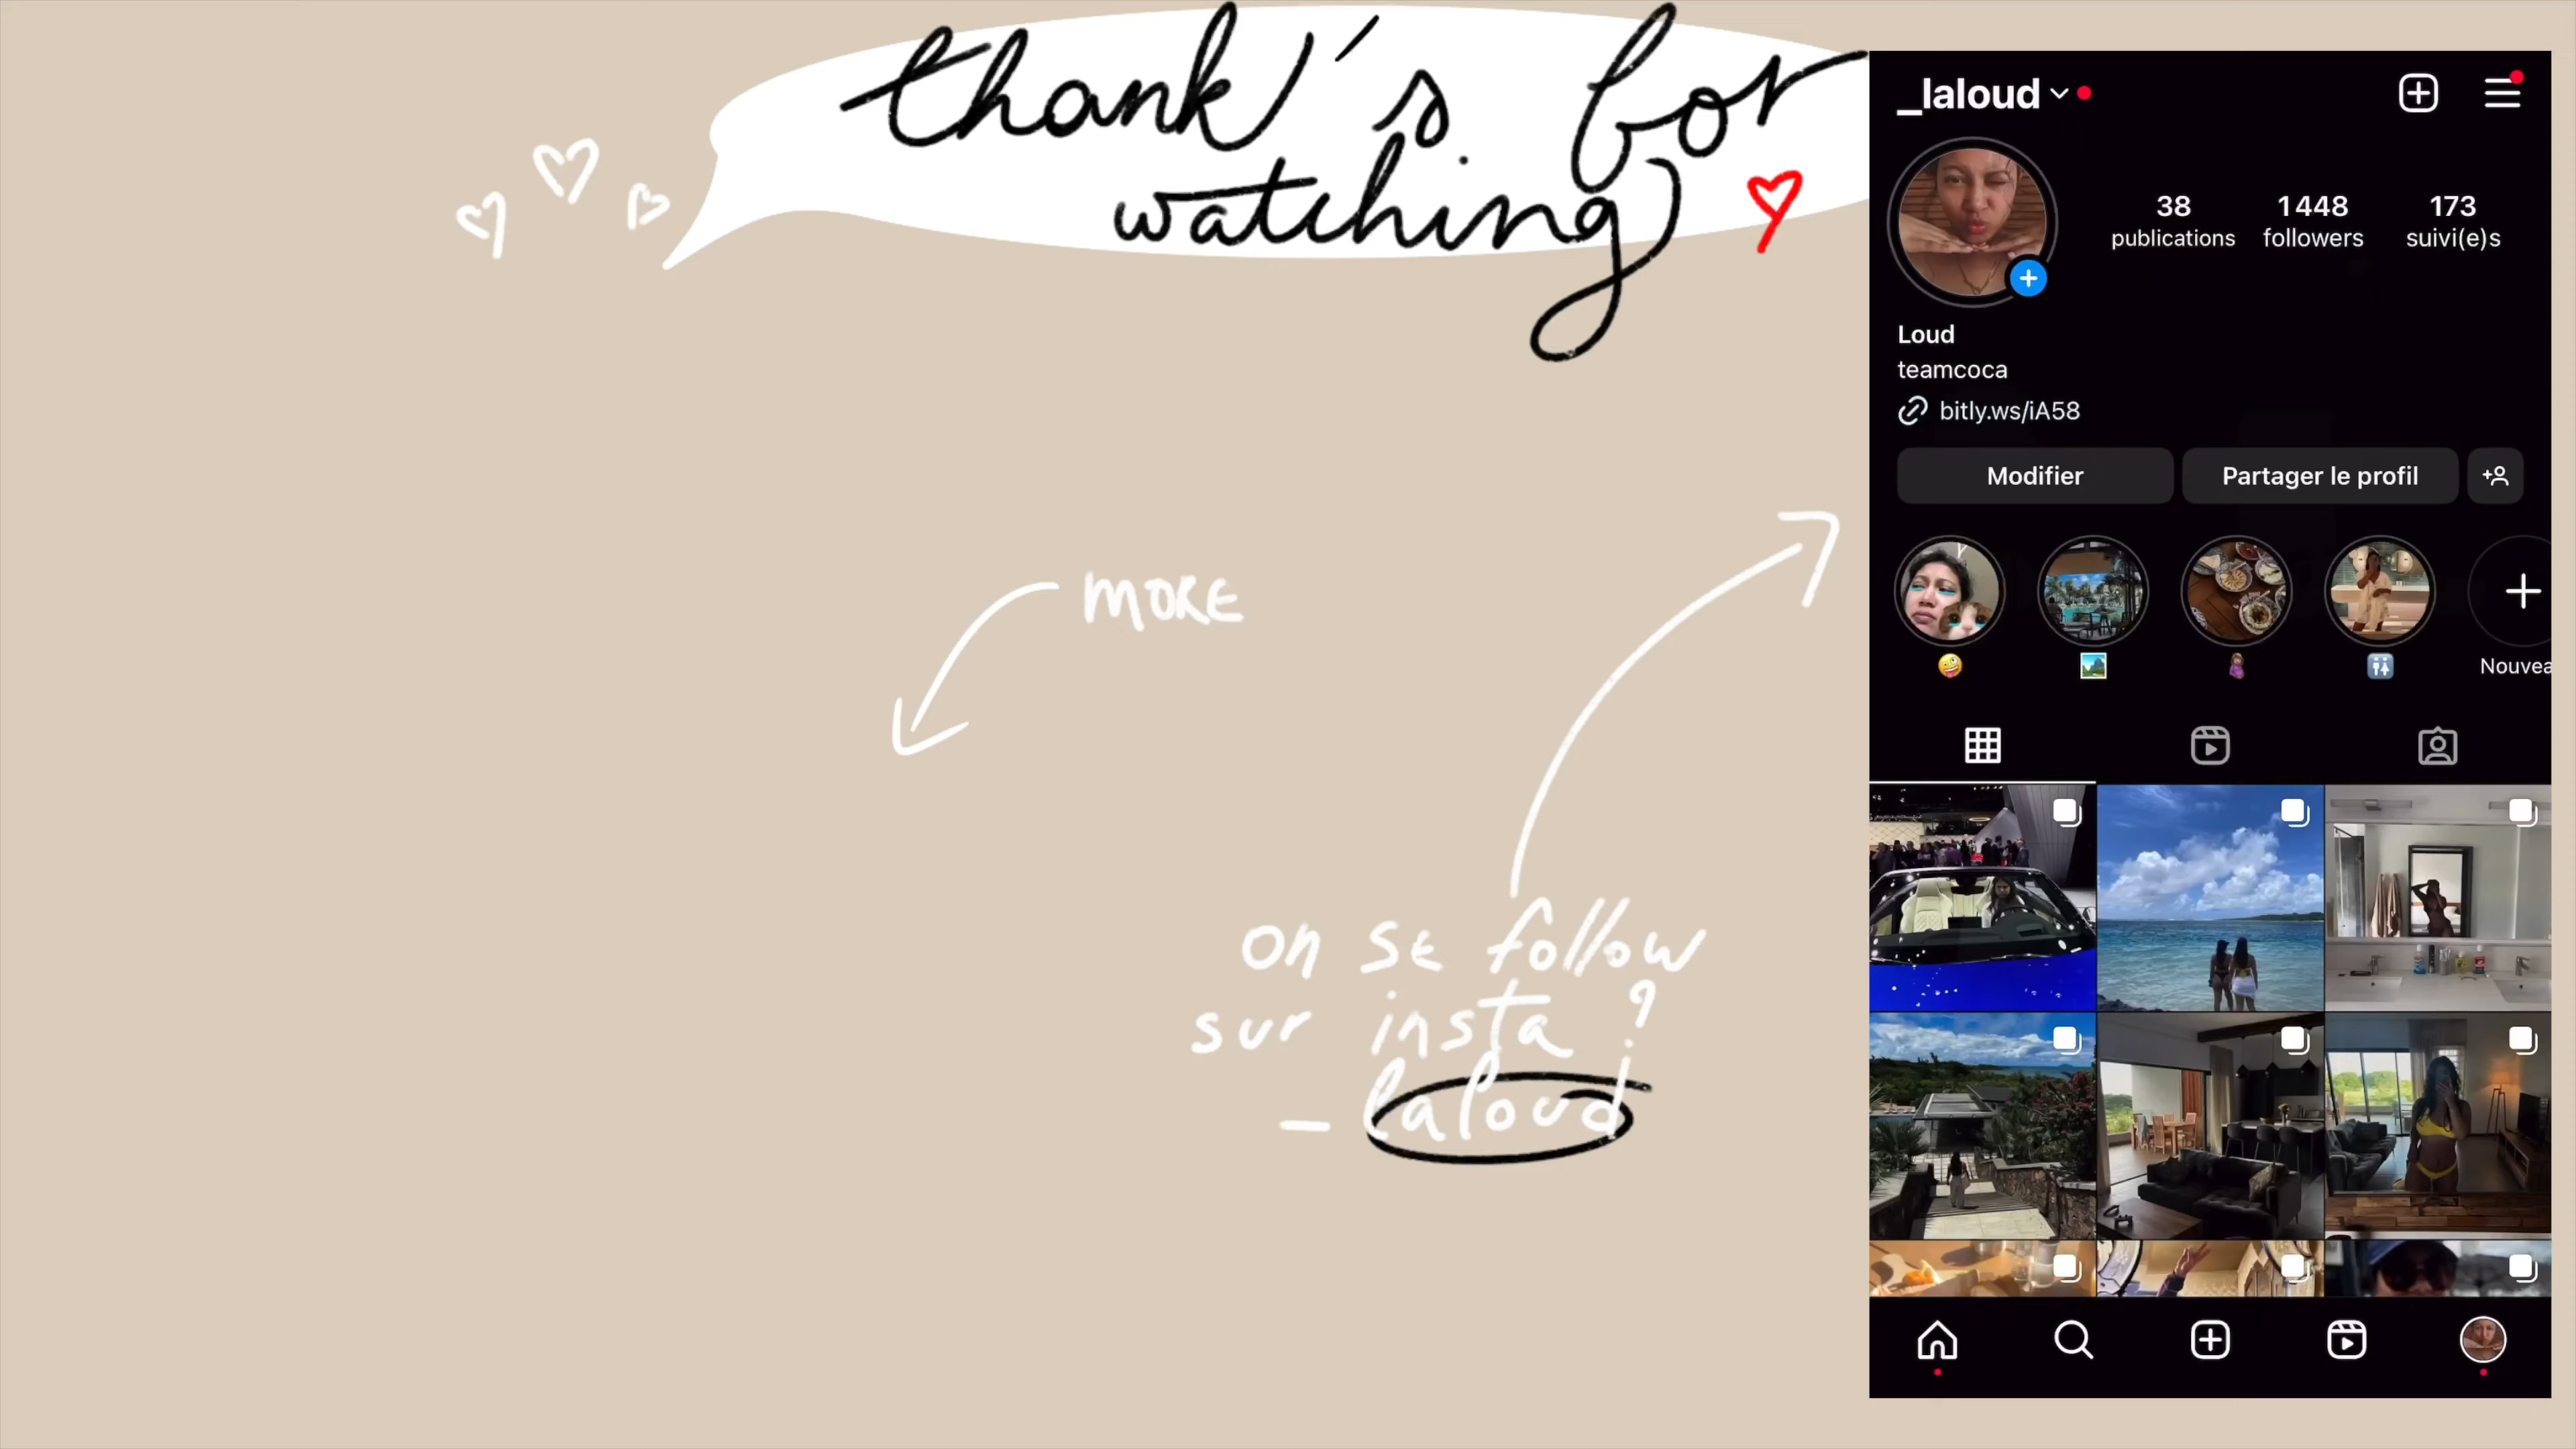 thank's for
watching
MORE
on se follow
sur insta ?
_laloud
_laloud
38
publications
1 448
followers
173
suivi(e)s
Loud
teamcoca
bitly.ws/iA58
Modifier
Partager le profil
Nouvea